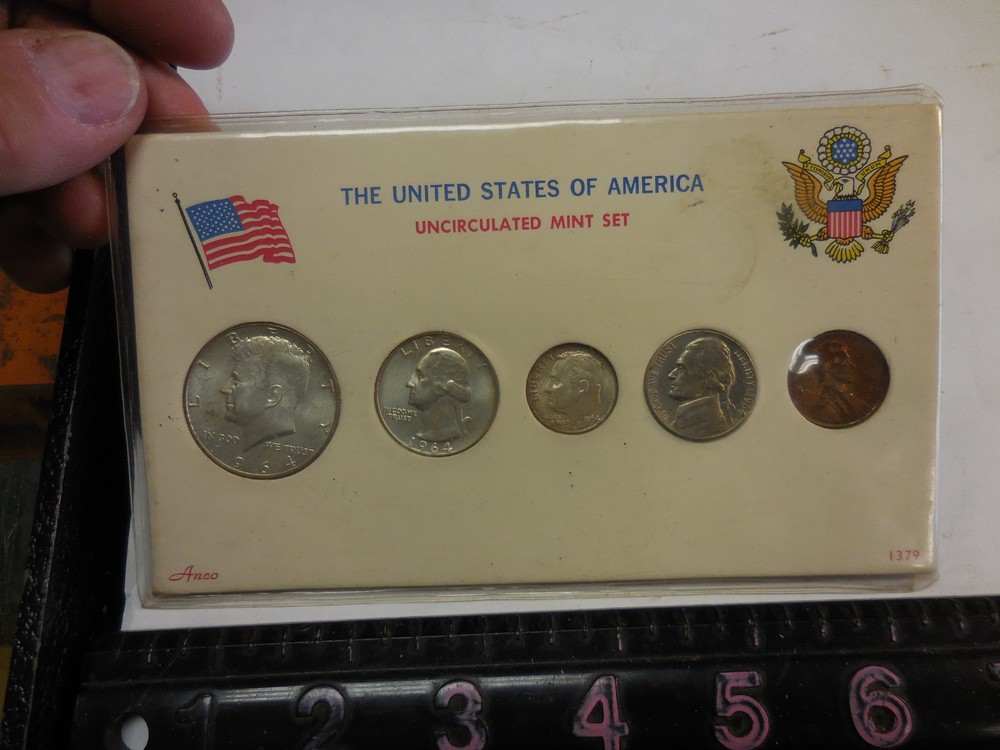 THE UNITED STATES OF AMERICA
UNCIRCULATED MINT SET
LIBERTY
IN GOD WE TRUST
1964
LIBERTY
IN GOD WE TRUST
1964
1964
Anco
1379
1 2 3 4 5 6